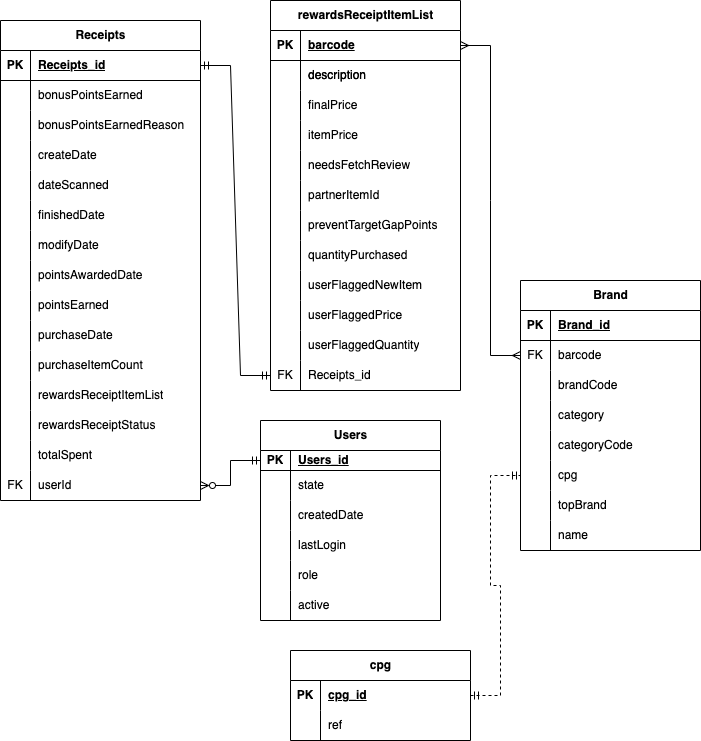 Receipts
PK Receipts_id
bonusPointsEarned
bonusPointsEarnedReason
createDate
dateScanned
finishedDate
modifyDate
pointsAwardedDate
pointsEarned
purchaseDate
purchaseItemCount
rewardsReceiptItemList
rewardsReceiptStatus
totalSpent
FK userId
rewardsReceiptItemList
PK barcode
description
finalPrice
itemPrice
needsFetchReview
partnerItemId
preventTargetGapPoints
quantityPurchased
userFlaggedNewItem
userFlaggedPrice
userFlaggedQuantity
FK Receipts_id
Users
PK Users_id
state
createdDate
lastLogin
role
active
Brand
PK Brand_id
FK barcode
brandCode
category
categoryCode
cpg
topBrand
name
cpg
PK cpg_id
ref